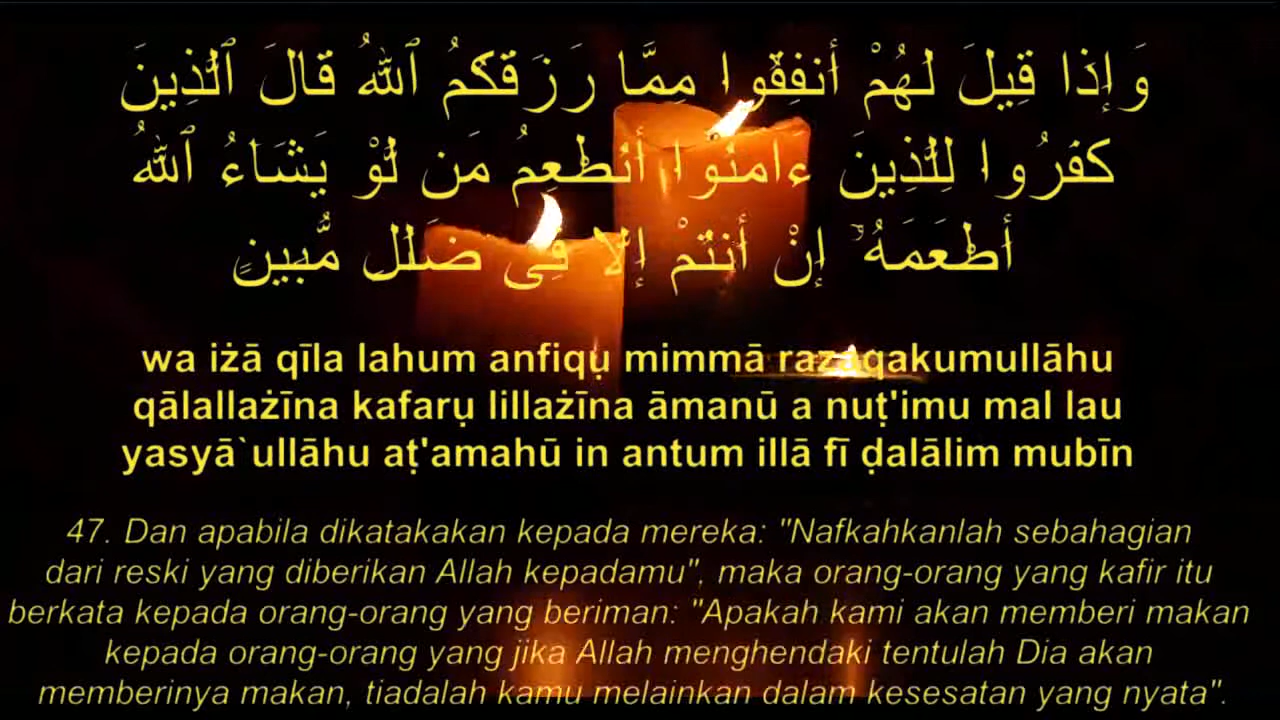 وَإِذَا قِيلَ لَهُمْ أَنفِقُوا۟ مِمَّا رَزَقَكُمُ ٱللَّهُ قَالَ ٱلَّذِينَ
كَفَرُوا۟ لِلَّذِينَ ءَامَنُوٓا۟ أَنُطْعِمُ مَن لَّوْ يَشَآءُ ٱللَّهُ
أَطْعَمَهُۥٓ إِنْ أَنتُمْ إِلَّا فِى ضَلَٰلٍ مُّبِينٍ
wa iżā qīla lahum anfiqụ mimmā razaqakumullāhu
qālallażīna kafarụ lillażīna āmanū a nuṭ'imu mal lau
yasyā`ullāhu aṭ'amahū in antum illā fī ḍalālim mubīn
47. Dan apabila dikatakakan kepada mereka: "Nafkahkanlah sebahagian
dari reski yang diberikan Allah kepadamu", maka orang-orang yang kafir itu
berkata kepada orang-orang yang beriman: "Apakah kami akan memberi makan
kepada orang-orang yang jika Allah menghendaki tentulah Dia akan
memberinya makan, tiadalah kamu melainkan dalam kesesatan yang nyata".